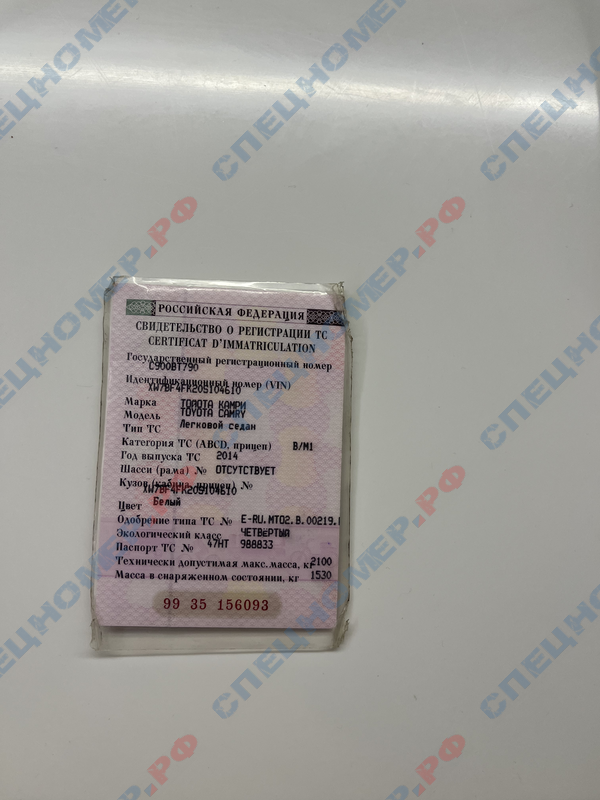 РОССИЙСКАЯ ФЕДЕРАЦИЯ
СВИДЕТЕЛЬСТВО О РЕГИСТРАЦИИ ТС
CERTIFICAT D'IMMATRICULATION
Государственный регистрационный номер
С900ВТ790
Идентификационный номер (VIN)
XW7BF4FK20S104610
Марка ТОЙОТА КАМРИ
Модель TOYOTA CAMRY
Тип ТС Легковой седан
Категория ТС (ABCD, прицеп) B/M1
Год выпуска ТС 2014
Шасси (рама) № ОТСУТСТВУЕТ
Кузов (кабина, прицеп) №
XW7BF4FK20S104610
Цвет Белый
Одобрение типа ТС № E-RU.MT02.B.00219.
Экологический класс ЧЕТВЕРТЫЙ
Паспорт ТС № 47НТ 988833
Технически допустимая макс. масса, кг 2100
Масса в снаряженном состоянии, кг 1530
99 35 156093
СПЕЦНОМЕР.РФ